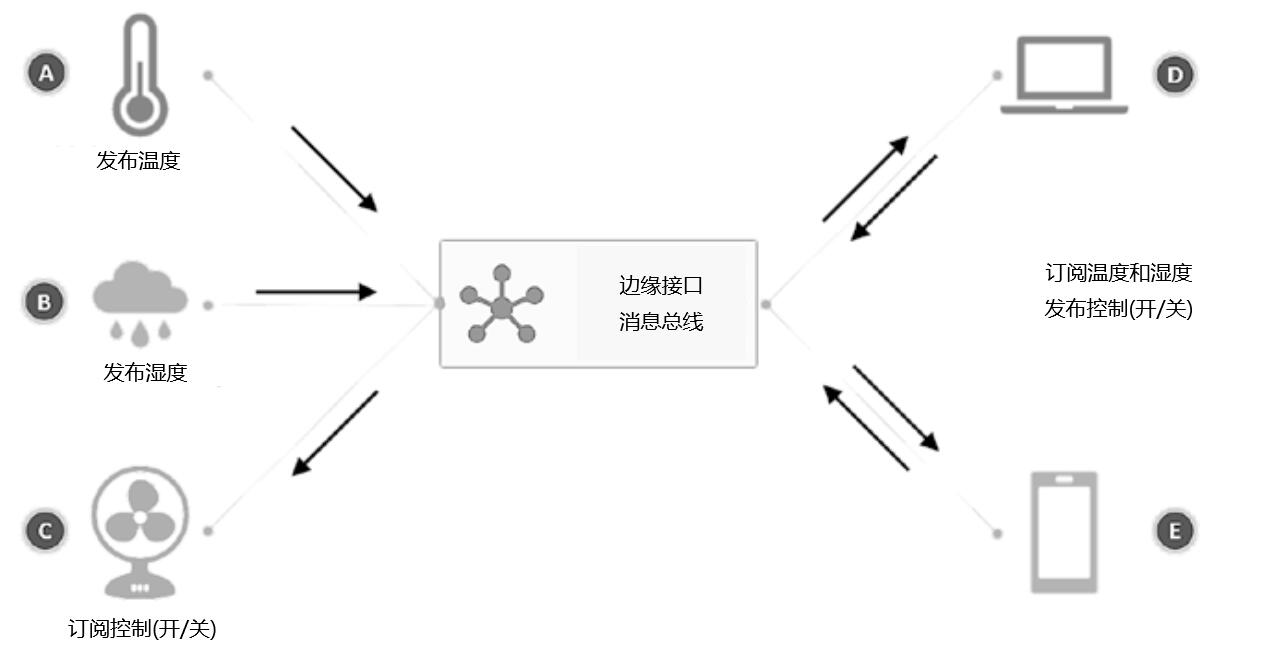 A
发布温度
B
发布湿度
C
订阅控制(开/关)
边缘接口
消息总线
D
订阅温度和湿度
发布控制(开/关)
E